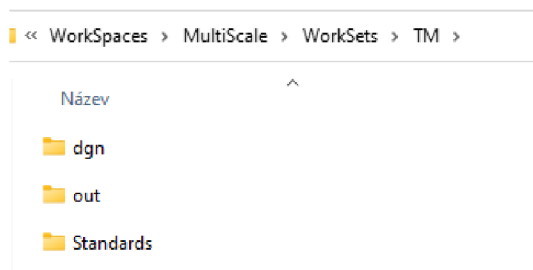 « WorkSpaces > MultiScale > WorkSets > TM >
Název
dgn
out
Standards